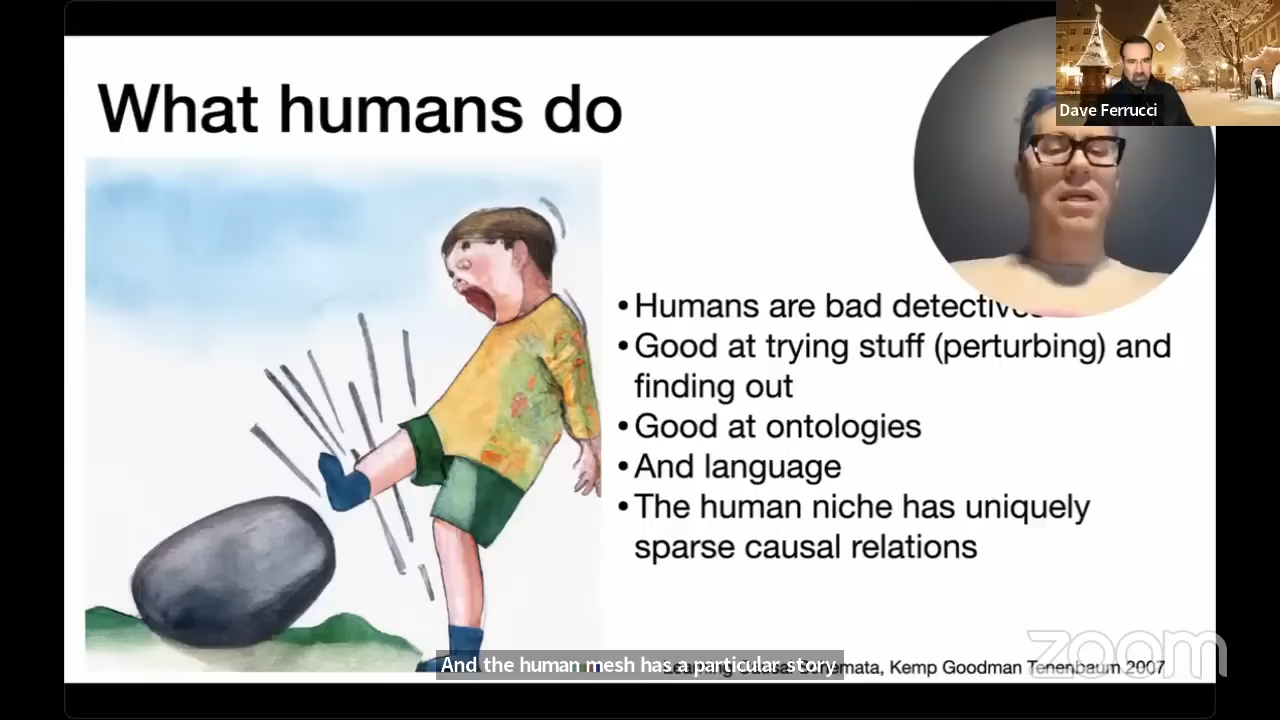 What humans do
Dave Ferrucci
• Humans are bad
• Good at trying stuff (perturbing) and
finding out
• Good at ontologies
• And language
• The human niche has uniquely
sparse causal relations
And the human mesh has a particular story
Kemp Goodman Tenenbaum 2007
zoom